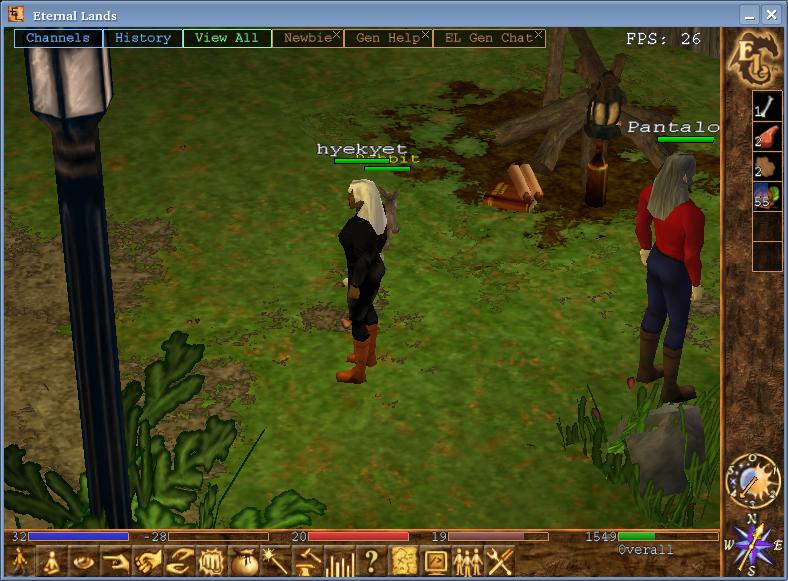 Eternal Lands
Channels History View All Newbie Gen Help EL Gen Chat FPS: 26
ELC
1
Pantalo
2
hyekyet
2
55
N
W E
S
32 -28 20 19 1549
Overall
?